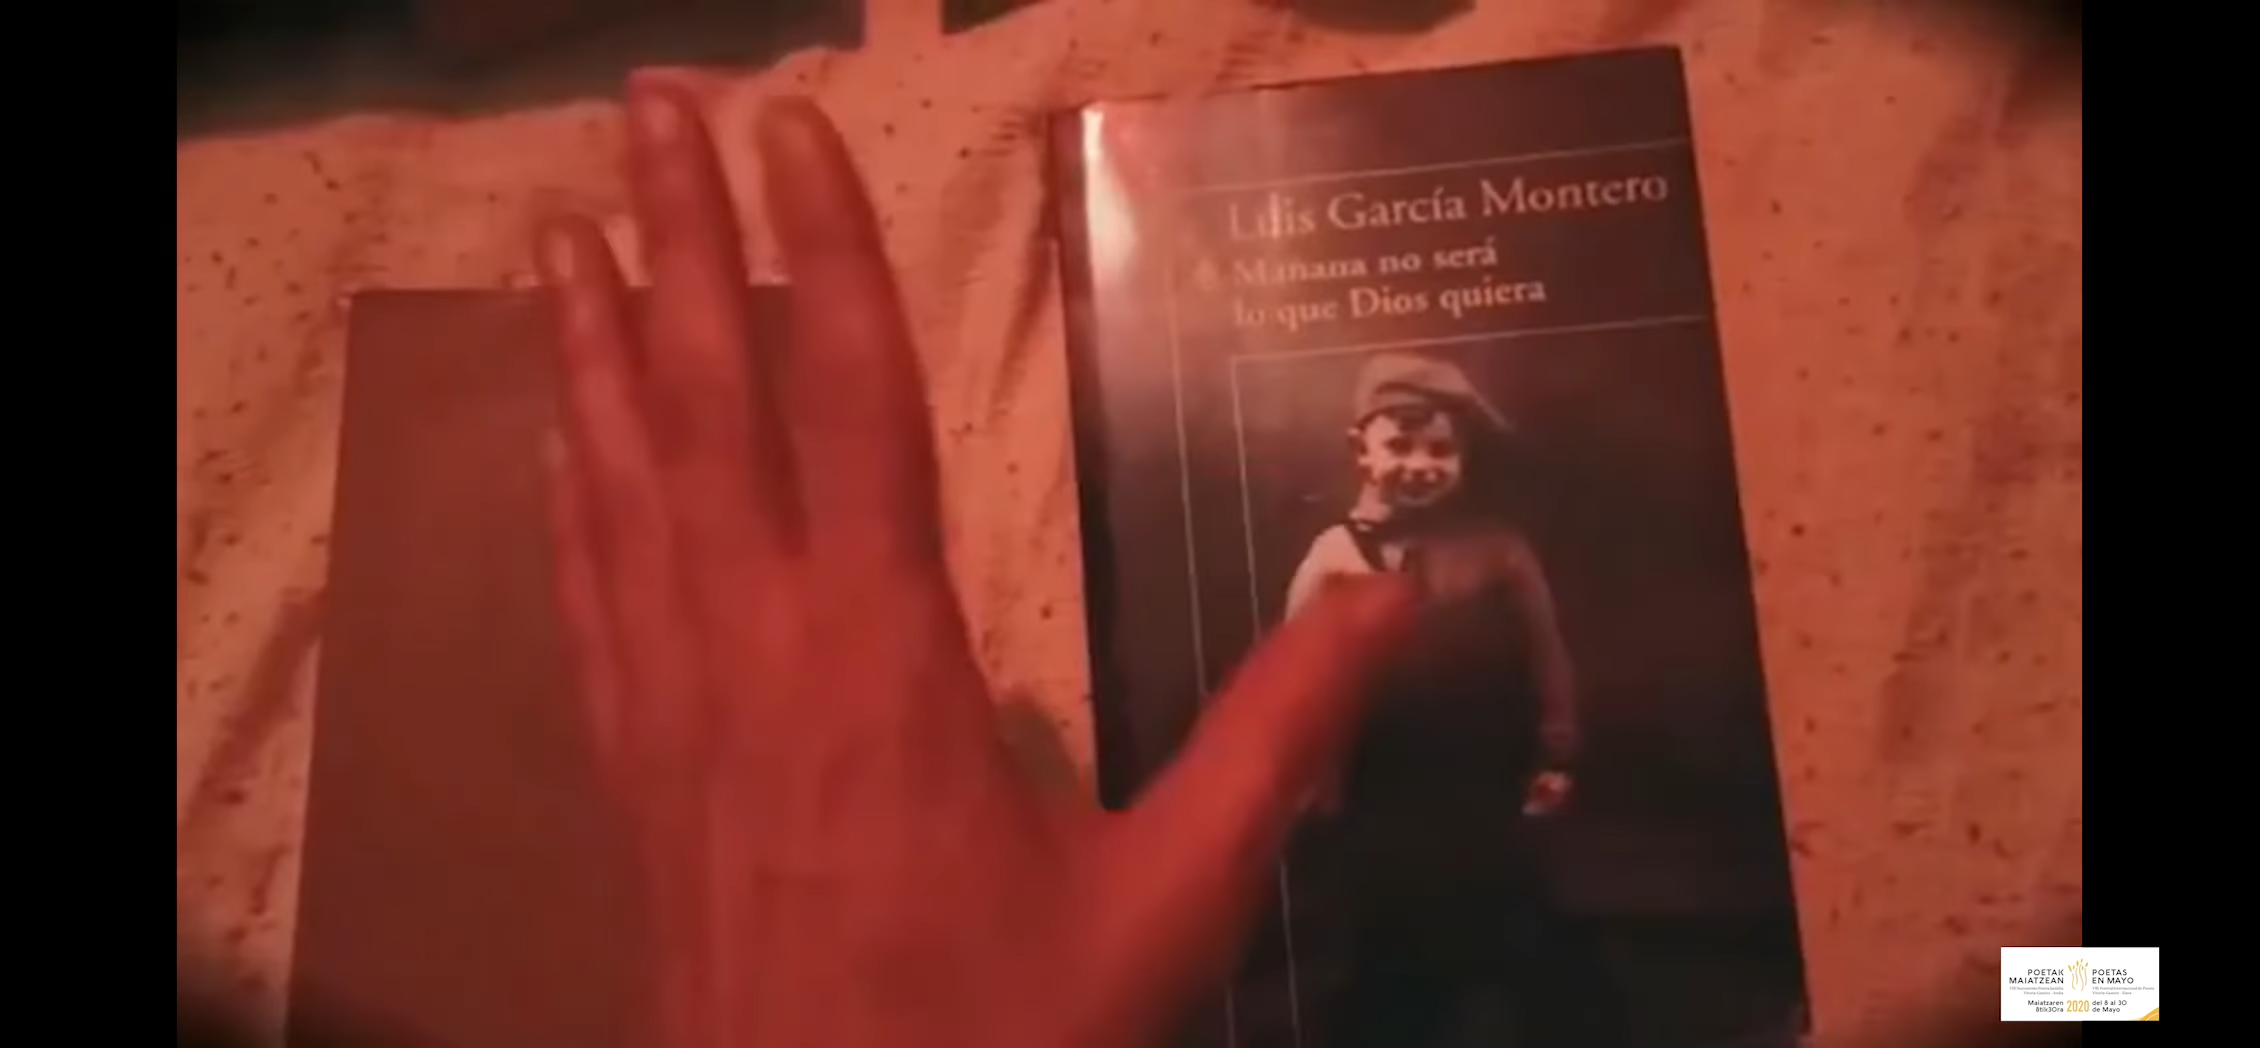 Luis García Montero
Mañana no será
lo que Dios quiera
POETAK
MAIATZEAN
POETAS
EN MAYO
Maiatzaren
8tik30ra
2020
del 8 al 30
de Mayo